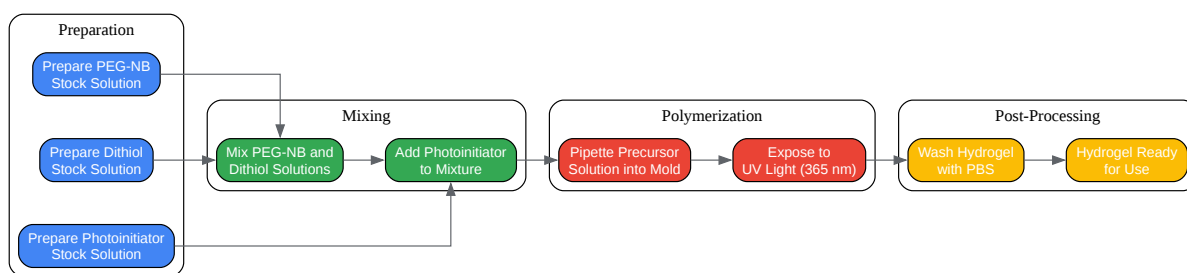 Preparation
Prepare PEG-NB
Stock Solution
Prepare Dithiol
Stock Solution
Prepare Photoinitiator
Stock Solution
Mixing
Mix PEG-NB and
Dithiol Solutions
Add Photoinitiator
to Mixture
Polymerization
Pipette Precursor
Solution into Mold
Expose to
UV Light (365 nm)
Post-Processing
Wash Hydrogel
with PBS
Hydrogel Ready
for Use